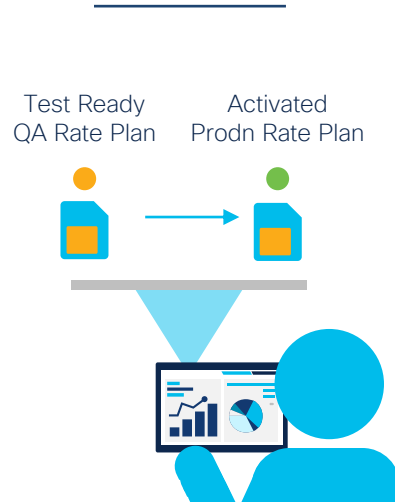 Test Ready
QA Rate Plan
Activated
Prodn Rate Plan